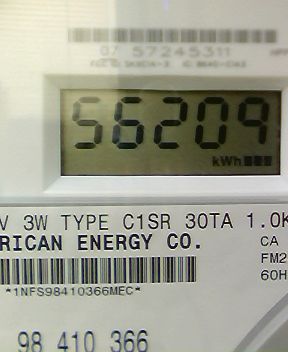 07 57245311
56209
kWh
V 3W TYPE C1SR 30TA 1.0K
RICAN ENERGY CO. CA
FM2
60H
*1NFS98410366MEC*
98 410 366